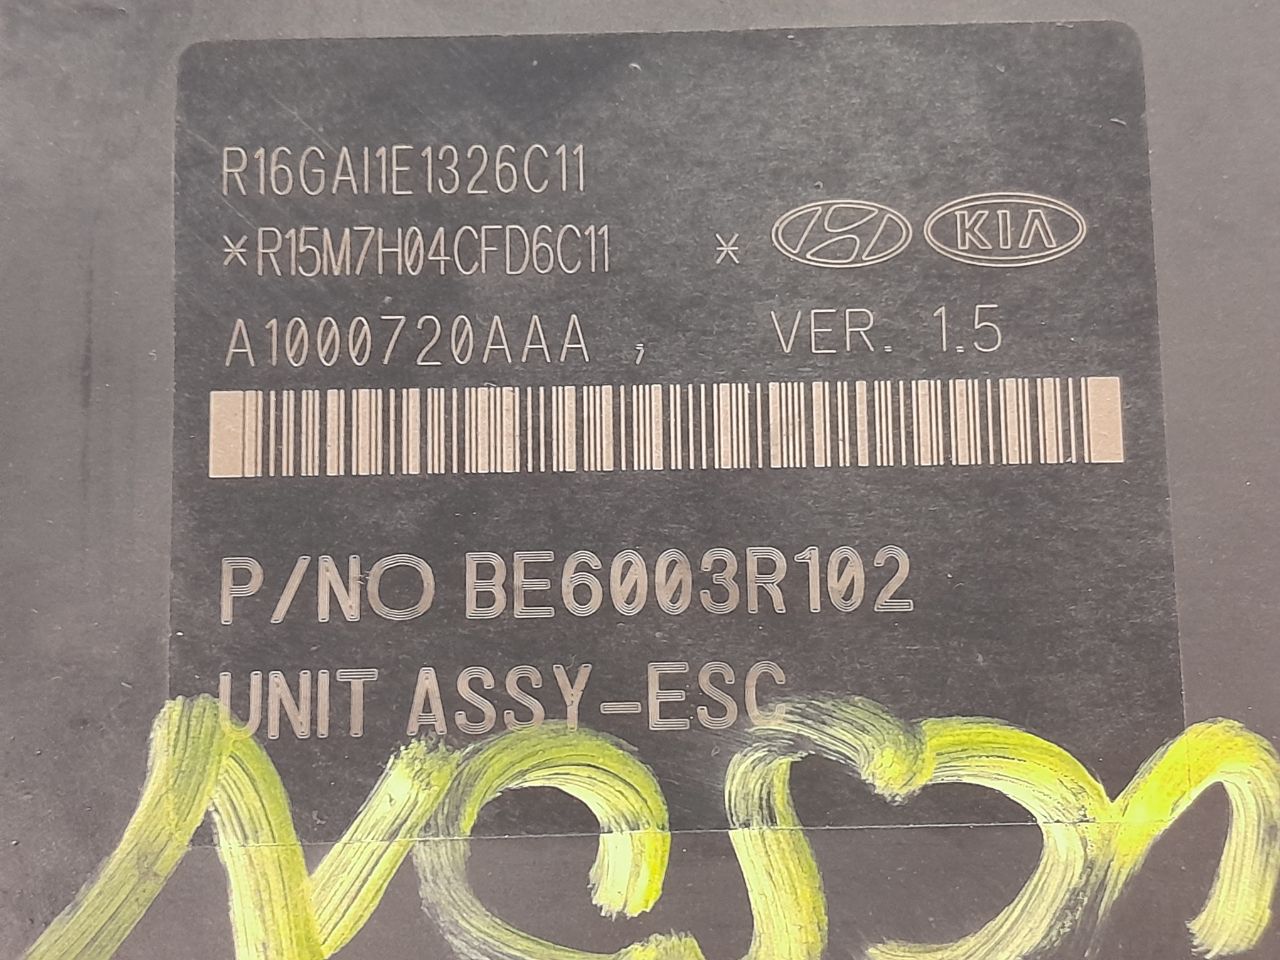 R16GAI1E1326C11
*R15M7H04CFD6C11 * KIA
A1000720AAA , VER. 1.5
P/NO BE6003R102
UNIT ASSY-ESC